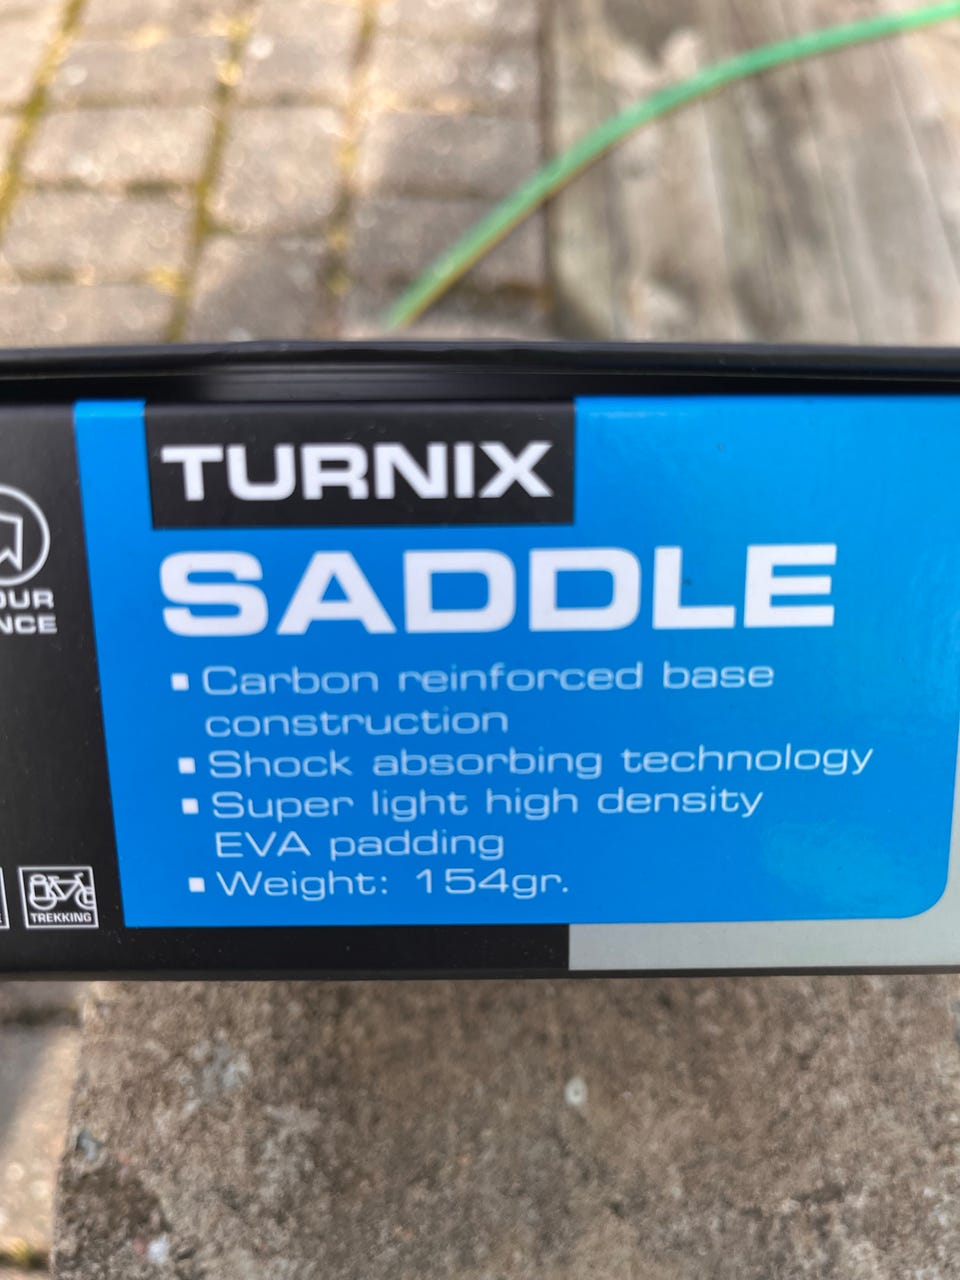 TURNIX
SADDLE
▪ Carbon reinforced base
construction
▪ Shock absorbing technology
▪ Super light high density
EVA padding
▪ Weight: 154gr.
TREKKING